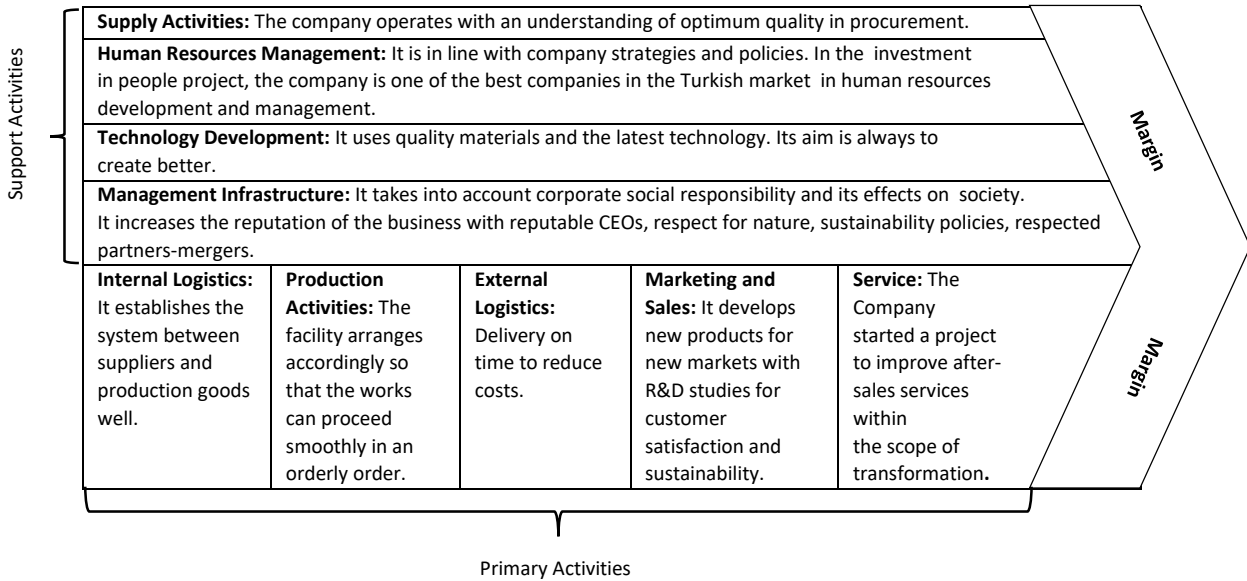 Support Activities
Supply Activities: The company operates with an understanding of optimum quality in procurement.
Human Resources Management: It is in line with company strategies and policies. In the investment
in people project, the company is one of the best companies in the Turkish market in human resources
development and management.
Technology Development: It uses quality materials and the latest technology. Its aim is always to
create better.
Management Infrastructure: It takes into account corporate social responsibility and its effects on society.
It increases the reputation of the business with reputable CEOs, respect for nature, sustainability policies, respected
partners-mergers.
Internal Logistics:
It establishes the
system between
suppliers and
production goods
well.
Production
Activities: The
facility arranges
accordingly so
that the works
can proceed
smoothly in an
orderly order.
External
Logistics:
Delivery on
time to reduce
costs.
Marketing and
Sales: It develops
new products for
new markets with
R&D studies for
customer
satisfaction and
sustainability.
Service: The
Company
started a project
to improve after-
sales services
within
the scope of
transformation.
Margin
Margin
Primary Activities